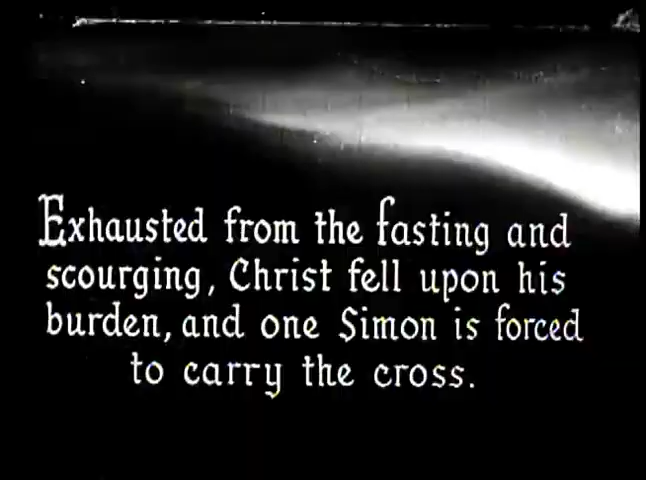 Exhausted from the fasting and
scourging, Christ fell upon his
burden, and one Simon is forced
to carry the cross.